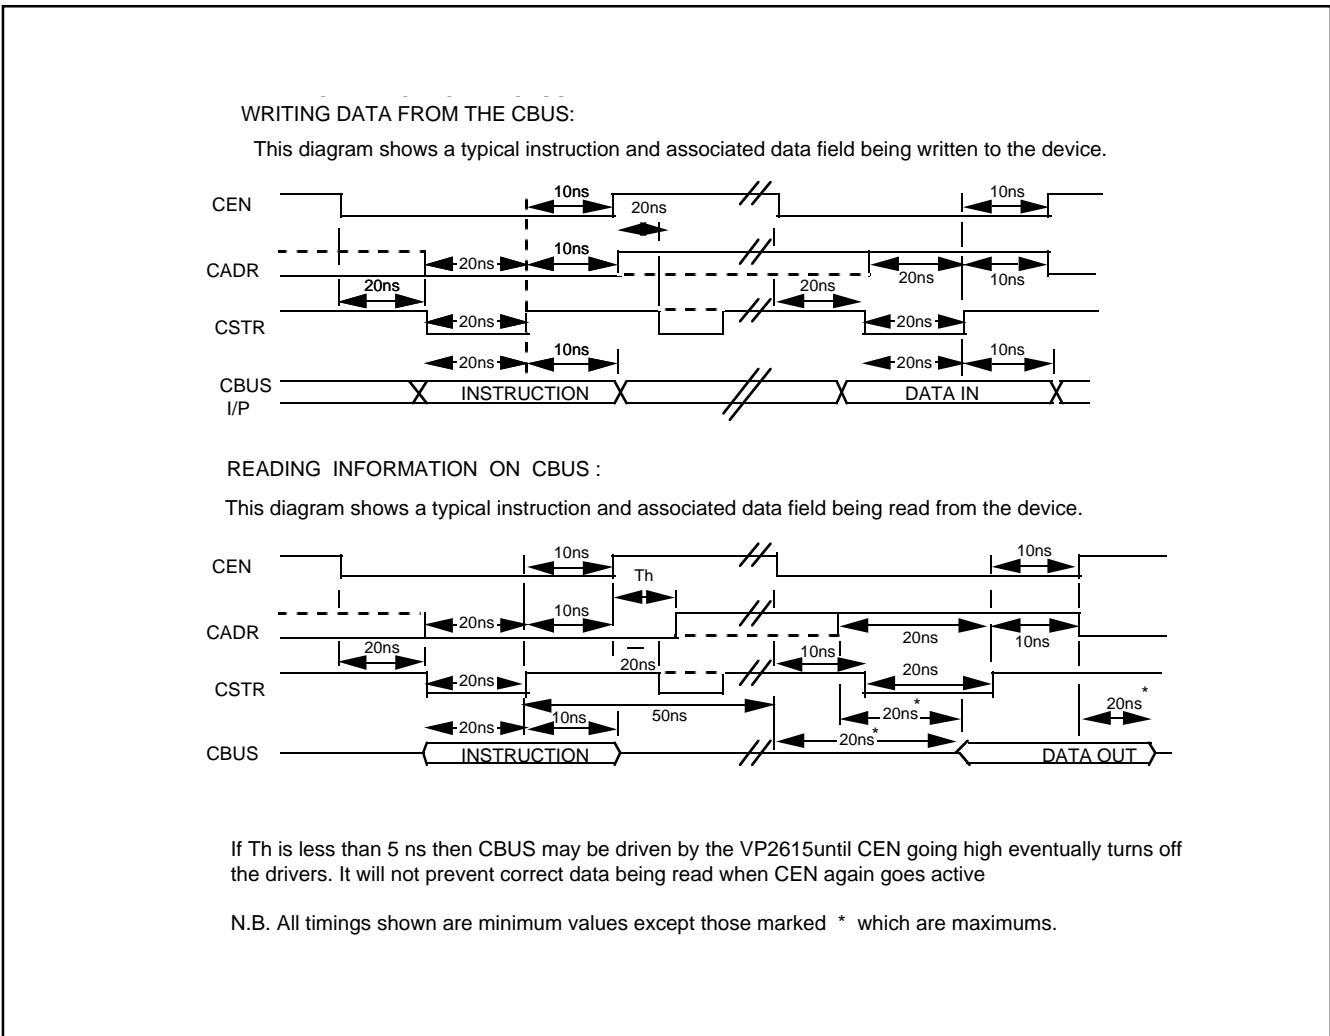 WRITING DATA FROM THE CBUS:
This diagram shows a typical instruction and associated data field being written to the device.
CEN
10ns
20ns
10ns
CADR
20ns
10ns
20ns
10ns
20ns
20ns
CSTR
20ns
20ns
20ns
10ns
20ns
10ns
CBUS
I/P
INSTRUCTION
DATA IN
READING INFORMATION ON CBUS :
This diagram shows a typical instruction and associated data field being read from the device.
CEN
10ns
Th
10ns
CADR
20ns
10ns
20ns
10ns
20ns
20ns
10ns
CSTR
20ns
20ns
50ns
20ns*
20ns*
20ns
10ns
20ns*
CBUS
INSTRUCTION
DATA OUT
If Th is less than 5 ns then CBUS may be driven by the VP2615until CEN going high eventually turns off
the drivers. It will not prevent correct data being read when CEN again goes active
N.B. All timings shown are minimum values except those marked * which are maximums.